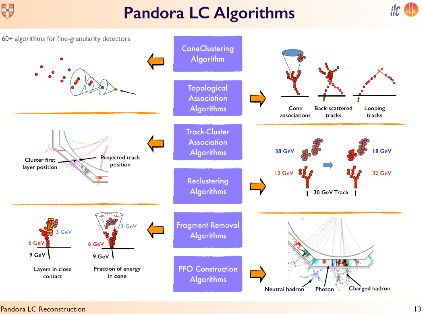 Pandora LC Algorithms
60+ algorithms for fine-granularity detectors
ConeClustering
Algorithm
Topological
Association
Algorithms
Cone
associations
Back-scattered
tracks
Looping
tracks
Track-Cluster
Association
Algorithms
Cluster first
layer position
Projected track
position
Reclustering
Algorithms
38 GeV
18 GeV
12 GeV
32 GeV
30 GeV Track
Fragment Removal
Algorithms
3 GeV
6 GeV
9 GeV
Layers in close
contact
3 GeV
6 GeV
9 GeV
Fraction of energy
in cone
PFO Construction
Algorithms
Neutral hadron
Photon
Charged hadron
Pandora LC Reconstruction
13